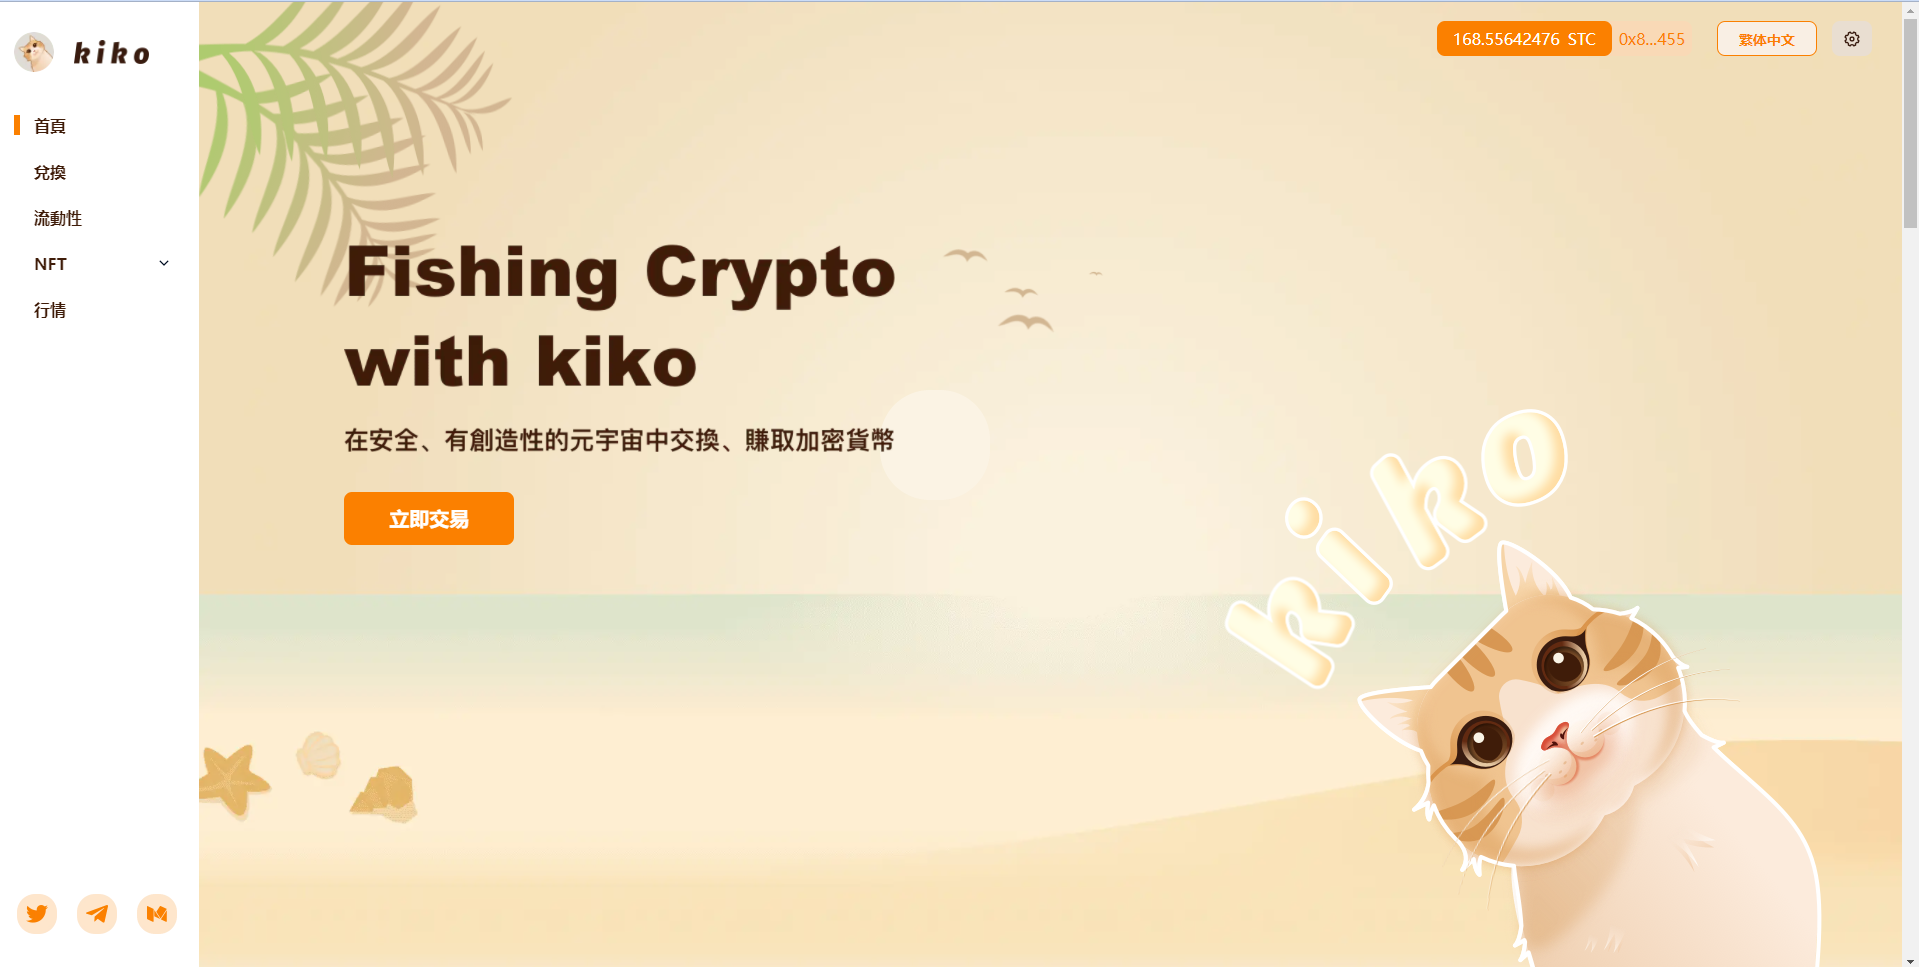 kiko
168.55642476 STC
0x8...455
繁体中文
首頁
兌換
流動性
NFT
行情
Fishing Crypto
with kiko
在安全、有創造性的元宇宙中交換、賺取加密貨幣
立即交易
kiko